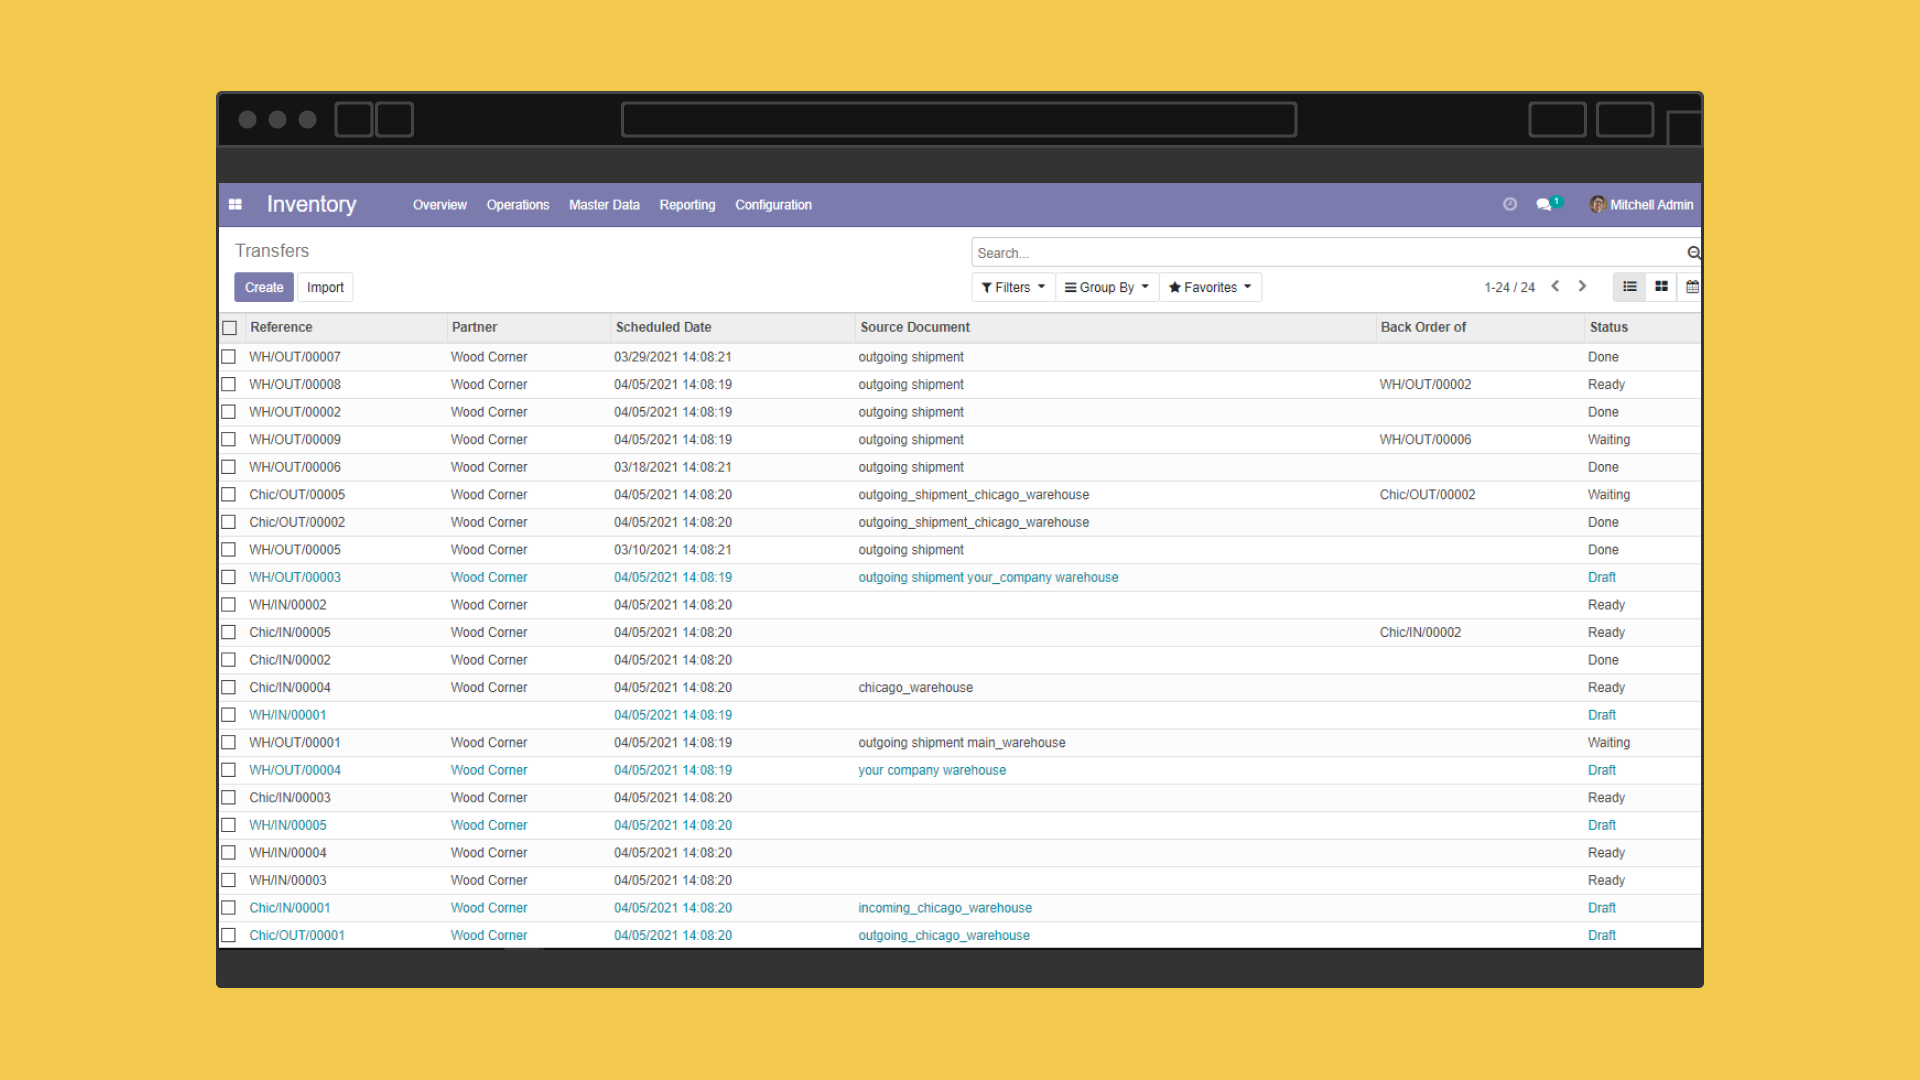 Inventory Overview Operations Master Data Reporting Configuration 1 Mitchell Admin
Transfers Search...
Create Import Filters Group By Favorites 1-24 / 24
Reference Partner Scheduled Date Source Document Back Order of Status
WH/OUT/00007 Wood Corner 03/29/2021 14:08:21 outgoing shipment Done
WH/OUT/00008 Wood Corner 04/05/2021 14:08:19 outgoing shipment WH/OUT/00002 Ready
WH/OUT/00002 Wood Corner 04/05/2021 14:08:19 outgoing shipment Done
WH/OUT/00009 Wood Corner 04/05/2021 14:08:19 outgoing shipment WH/OUT/00006 Waiting
WH/OUT/00006 Wood Corner 03/18/2021 14:08:21 outgoing shipment Done
Chic/OUT/00005 Wood Corner 04/05/2021 14:08:20 outgoing_shipment_chicago_warehouse Chic/OUT/00002 Waiting
Chic/OUT/00002 Wood Corner 04/05/2021 14:08:20 outgoing_shipment_chicago_warehouse Done
WH/OUT/00005 Wood Corner 03/10/2021 14:08:21 outgoing shipment Done
WH/OUT/00003 Wood Corner 04/05/2021 14:08:19 outgoing shipment your_company warehouse Draft
WH/IN/00002 Wood Corner 04/05/2021 14:08:20 Ready
Chic/IN/00005 Wood Corner 04/05/2021 14:08:20 Chic/IN/00002 Ready
Chic/IN/00002 Wood Corner 04/05/2021 14:08:20 Done
Chic/IN/00004 Wood Corner 04/05/2021 14:08:20 chicago_warehouse Ready
WH/IN/00001 04/05/2021 14:08:19 Draft
WH/OUT/00001 Wood Corner 04/05/2021 14:08:19 outgoing shipment main_warehouse Waiting
WH/OUT/00004 Wood Corner 04/05/2021 14:08:19 your company warehouse Draft
Chic/IN/00003 Wood Corner 04/05/2021 14:08:20 Ready
WH/IN/00005 Wood Corner 04/05/2021 14:08:20 Draft
WH/IN/00004 Wood Corner 04/05/2021 14:08:20 Ready
WH/IN/00003 Wood Corner 04/05/2021 14:08:20 Ready
Chic/IN/00001 Wood Corner 04/05/2021 14:08:20 incoming_chicago_warehouse Draft
Chic/OUT/00001 Wood Corner 04/05/2021 14:08:20 outgoing_chicago_warehouse Draft